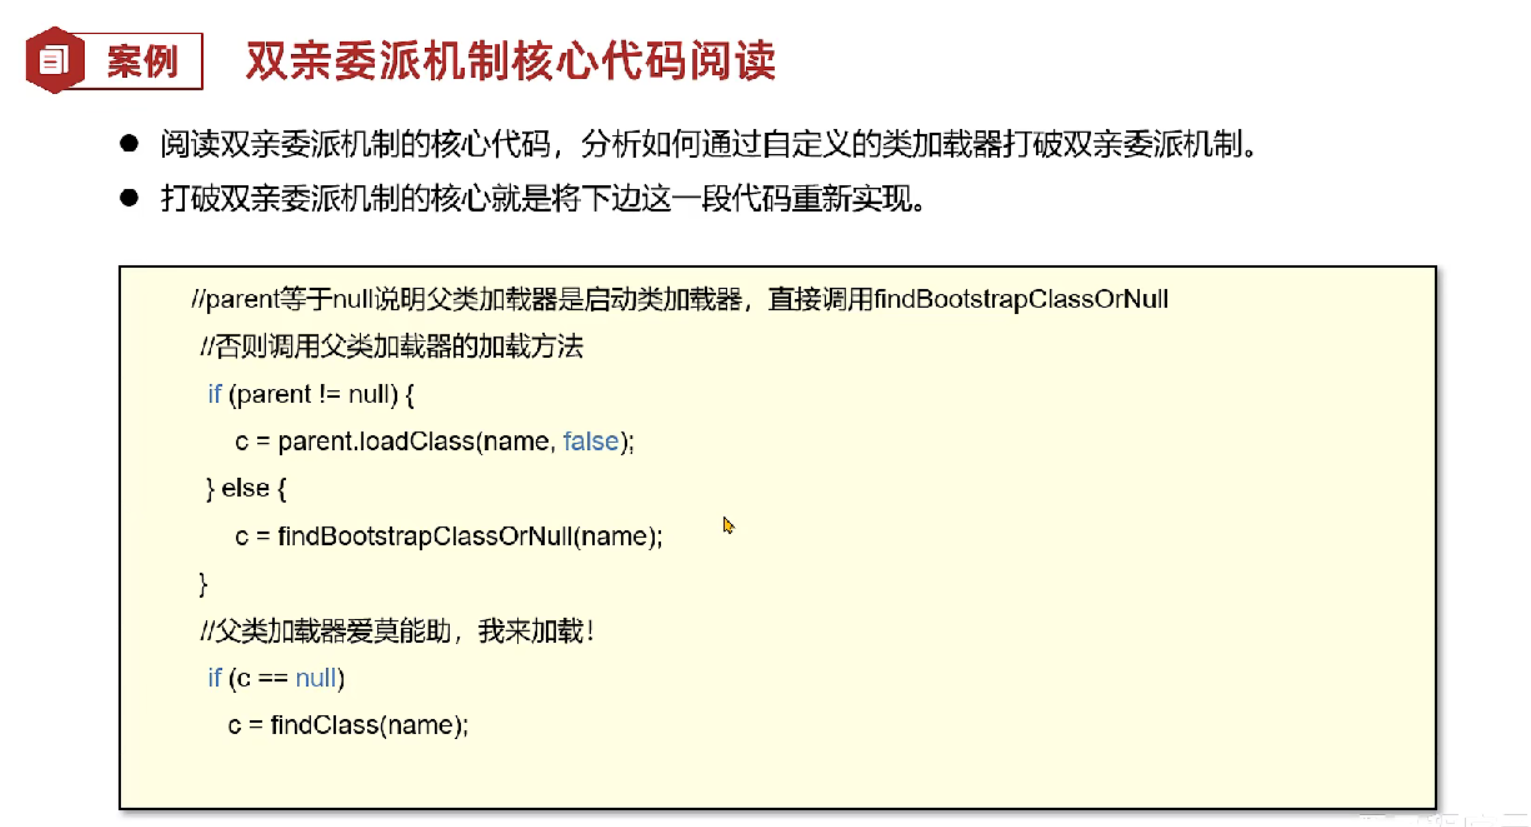 案例
双亲委派机制核心代码阅读
● 阅读双亲委派机制的核心代码，分析如何通过自定义的类加载器打破双亲委派机制。
● 打破双亲委派机制的核心就是将下边这一段代码重新实现。
//parent等于null说明父类加载器是启动类加载器，直接调用findBootstrapClassOrNull
//否则调用父类加载器的加载方法
if (parent != null) {
c = parent.loadClass(name, false);
} else {
c = findBootstrapClassOrNull(name);
}
//父类加载器爱莫能助，我来加载！
if (c == null)
c = findClass(name);